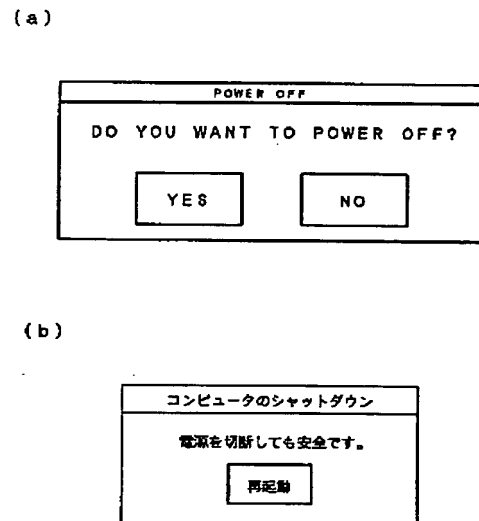 (a)
POWER OFF
DO YOU WANT TO POWER OFF?
YES NO
(b)
コンピュータのシャットダウン
電源を切断しても安全です。
再起動